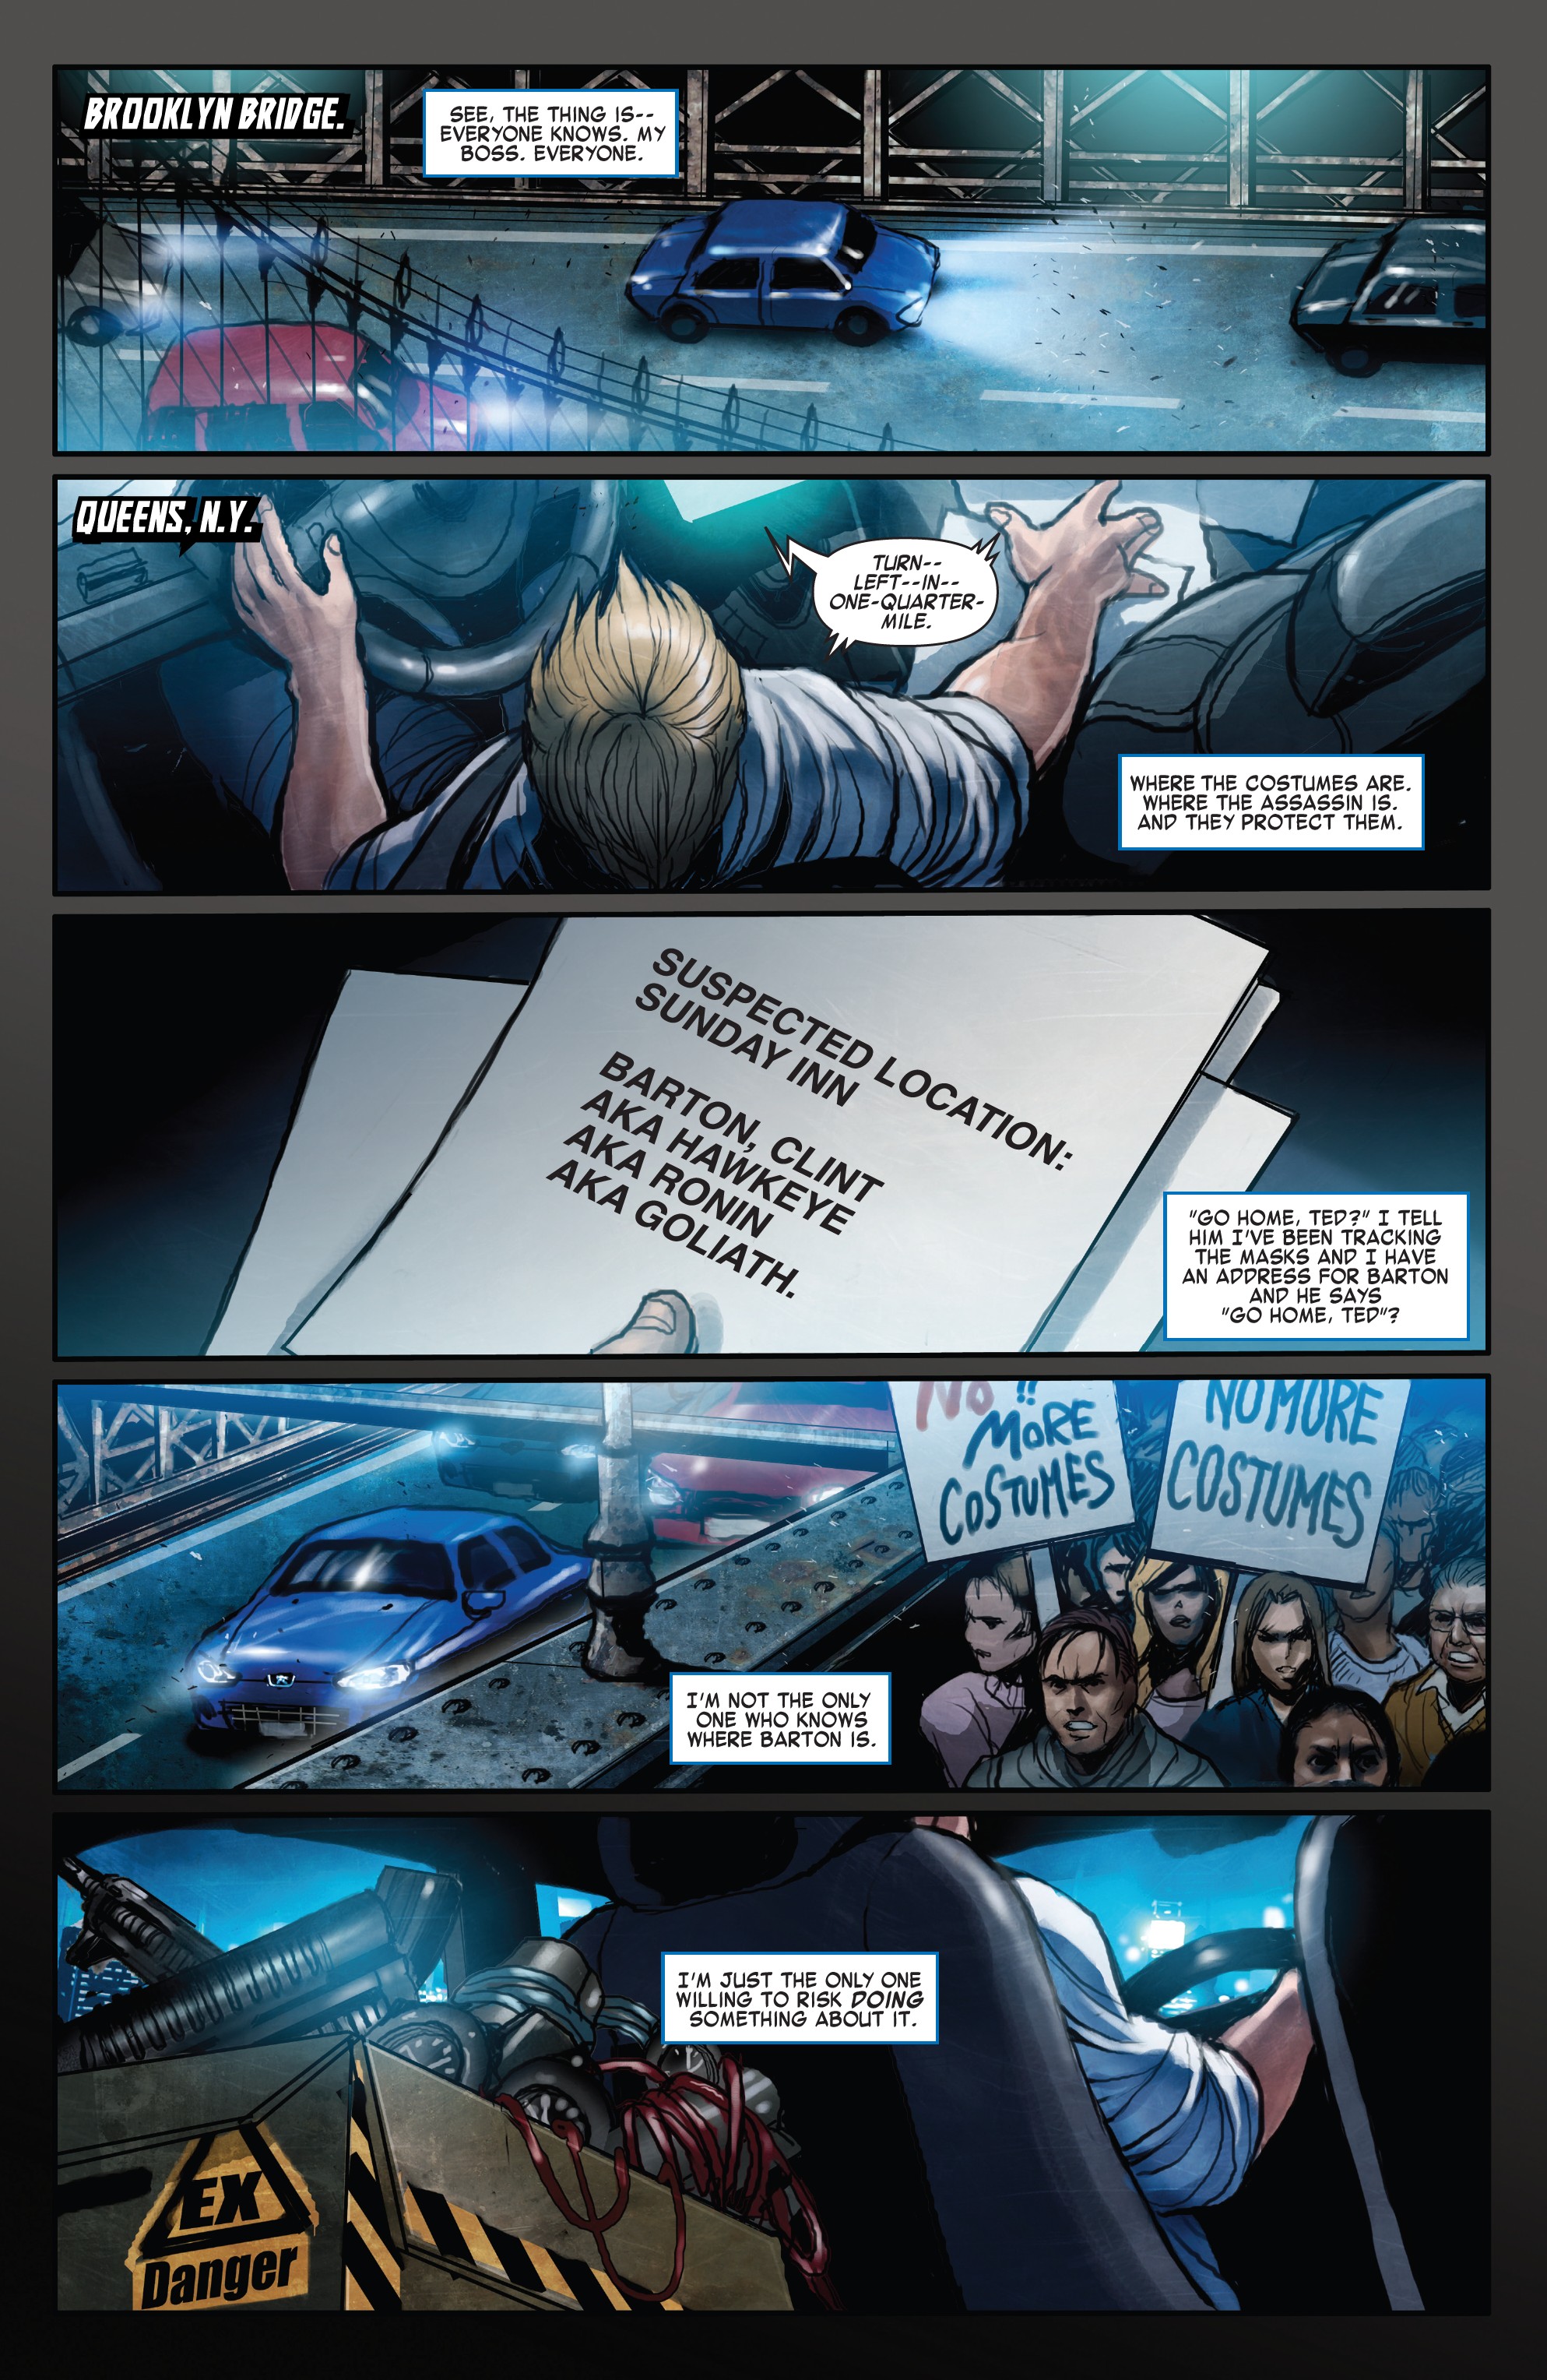 BROOKLYN BRIDGE.
SEE, THE THING IS--
EVERYONE KNOWS. MY
BOSS. EVERYONE.
QUEENS, N.Y.
TURN--
LEFT--IN--
ONE-QUARTER-
MILE.
WHERE THE COSTUMES ARE.
WHERE THE ASSASSIN IS.
AND THEY PROTECT THEM.
SUSPECTED LOCATION:
SUNDAY INN
BARTON, CLINT
AKA HAWKEYE
AKA RONIN
AKA GOLIATH.
"GO HOME, TED?" I TELL
HIM I'VE BEEN TRACKING
THE MASKS AND I HAVE
AN ADDRESS FOR BARTON
AND HE SAYS
"GO HOME, TED"?
NO !!
MORE
COSTUMES
NO MORE
COSTUMES
I'M NOT THE ONLY
ONE WHO KNOWS
WHERE BARTON IS.
I'M JUST THE ONLY ONE
WILLING TO RISK DOING
SOMETHING ABOUT IT.
EX
Danger